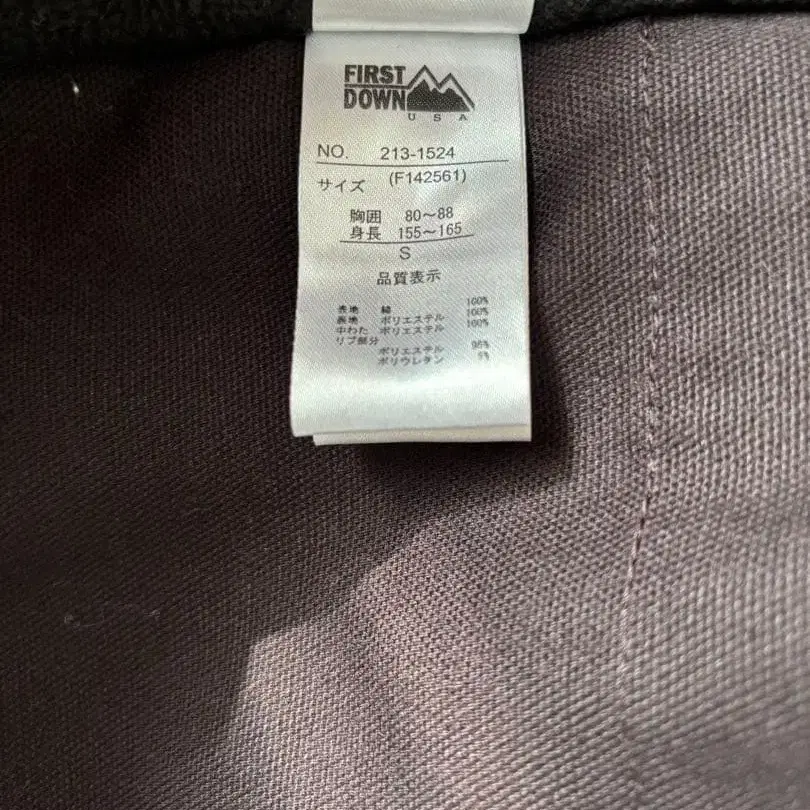 FIRST
DOWN
USA
NO. 213-1524
サイズ (F142561)
胸囲 80～88
身長 155～165
S
品質表示
表地 綿 100%
裏地 ポリエステル 100%
中わた ポリエステル 100%
リブ部分
ポリエステル 95%
ポリウレタン 5%